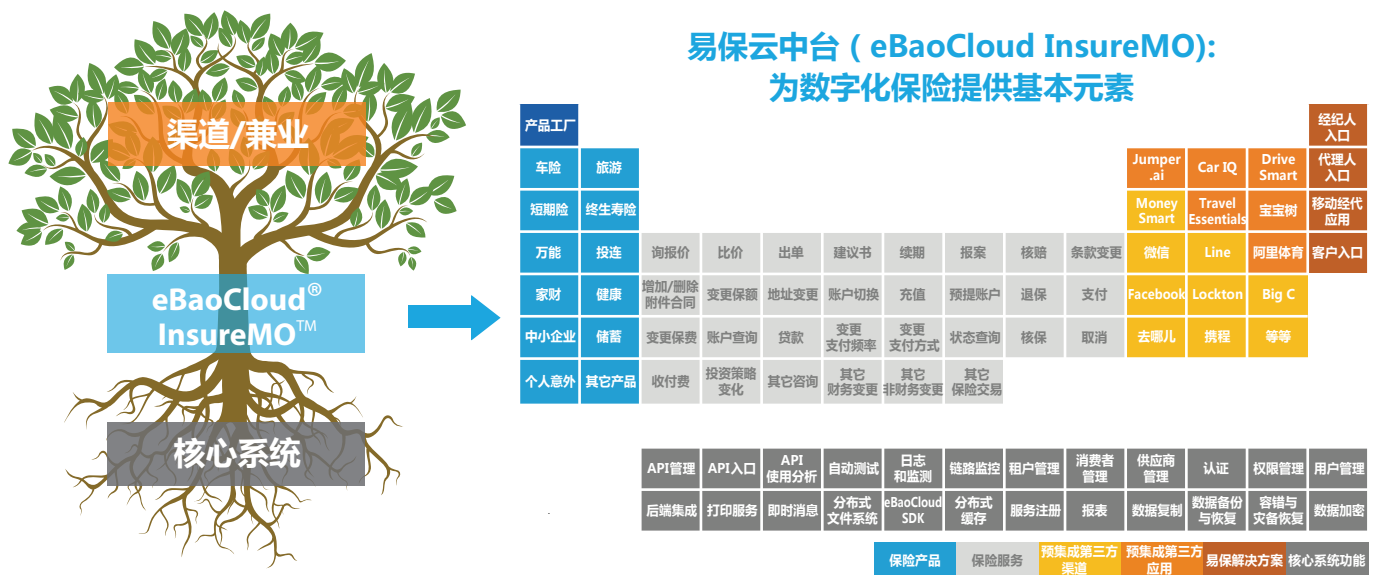 易保云中台（eBaoCloud InsureMO):
为数字化保险提供基本元素
渠道/兼业
eBaoCloud®
InsureMO™
核心系统
产品工厂
经纪人
入口
车险
旅游
Jumper
.ai
Car IQ
Drive
Smart
代理人
入口
短期险
终生寿险
Money
Smart
Travel
Essentials
宝宝树
移动经代
应用
万能
投连
询报价
比价
出单
建议书
续期
报案
核赔
条款变更
微信
Line
阿里体育
客户入口
家财
健康
增加/删除
附件合同
变更保额
地址变更
账户切换
充值
预提账户
退保
支付
Facebook
Lockton
Big C
中小企业
储蓄
变更保费
账户查询
贷款
变更
支付频率
变更
支付方式
状态查询
核保
取消
去哪儿
携程
等等
个人意外
其它产品
收付费
投资策略
变化
其它咨询
其它
财务变更
其它
非财务变更
其它
保险交易
API管理
API入口
API
使用分析
自动测试
日志
和监测
链路监控
租户管理
消费者
管理
供应商
管理
认证
权限管理
用户管理
后端集成
打印服务
即时消息
分布式
文件系统
eBaoCloud
SDK
分布式
缓存
服务注册
报表
数据复制
数据备份
与恢复
容错与
灾备恢复
数据加密
保险产品
保险服务
预集成第三方
渠道
预集成第三方
应用
易保解决方案
核心系统功能